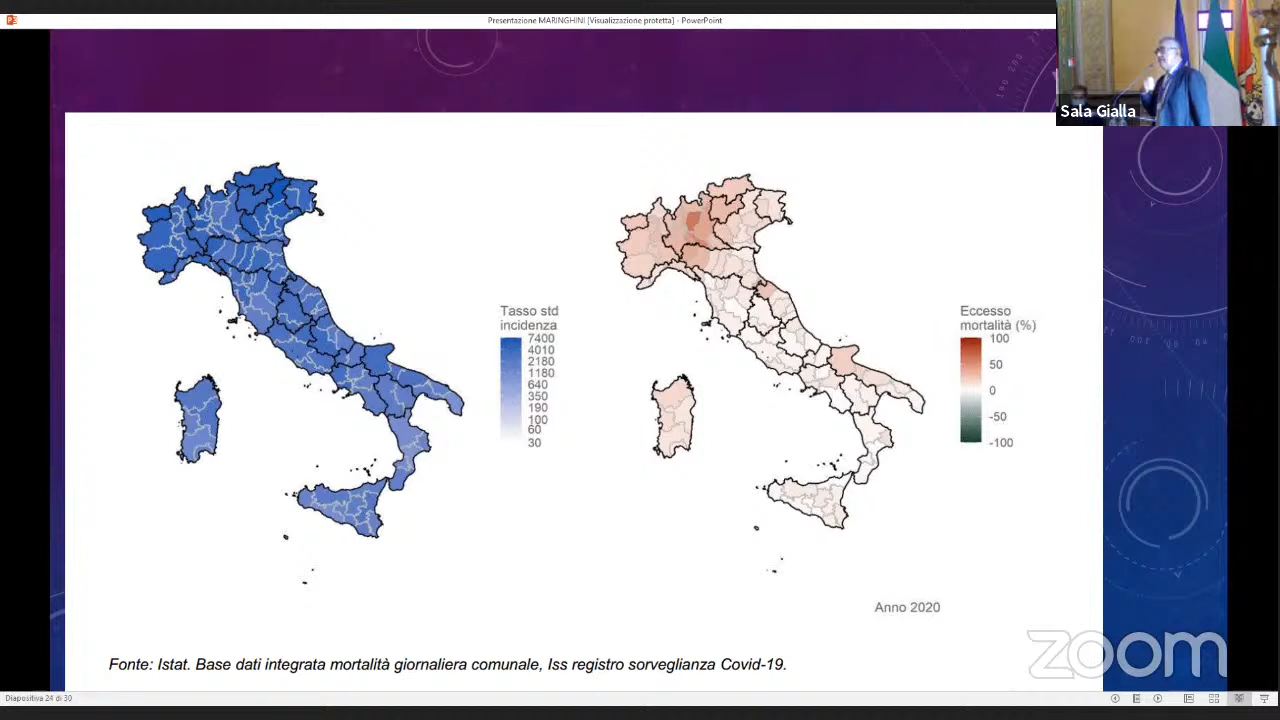 Presentazione MARINGHINI [Visualizzazione protetta] - PowerPoint
Sala Gialla
Tasso std
incidenza
7400
4010
2180
1180
640
350
190
100
60
30
Eccesso
mortalità (%)
100
50
0
-50
-100
Anno 2020
Fonte: Istat. Base dati integrata mortalità giornaliera comunale, Iss registro sorveglianza Covid-19.
zoom
Diapositiva 24 di 30